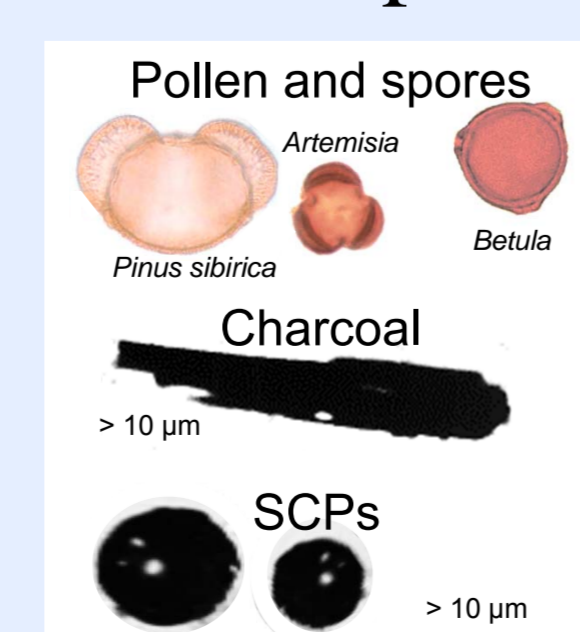 Pollen and spores
Artemisia
Betula
Pinus sibirica
Charcoal
> 10 µm
SCPs
> 10 µm